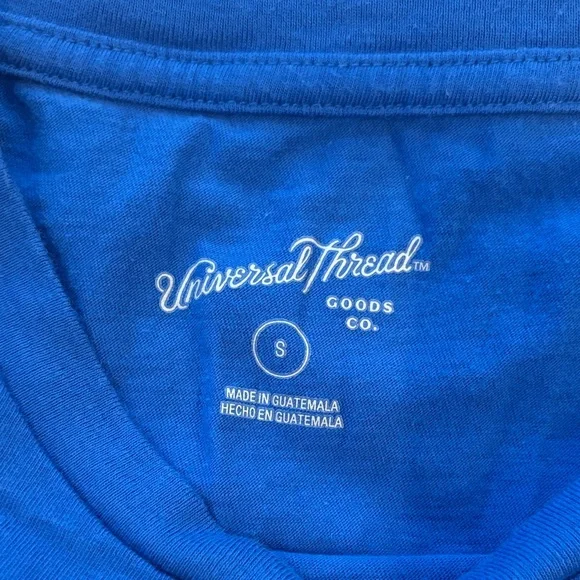 Universal Thread™
GOODS
CO.
S
MADE IN GUATEMALA
HECHO EN GUATEMALA